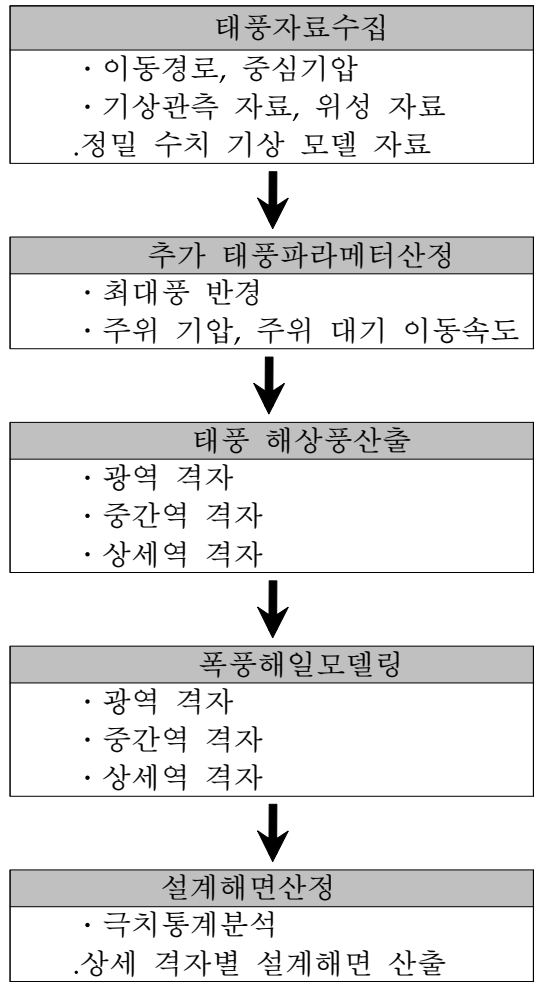 태풍자료수집
· 이동경로, 중심기압
· 기상관측 자료, 위성 자료
.정밀 수치 기상 모델 자료
추가 태풍파라메터산정
· 최대풍 반경
· 주위 기압, 주위 대기 이동속도
태풍 해상풍산출
· 광역 격자
· 중간역 격자
· 상세역 격자
폭풍해일모델링
· 광역 격자
· 중간역 격자
· 상세역 격자
설계해면산정
· 극치통계분석
.상세 격자별 설계해면 산출